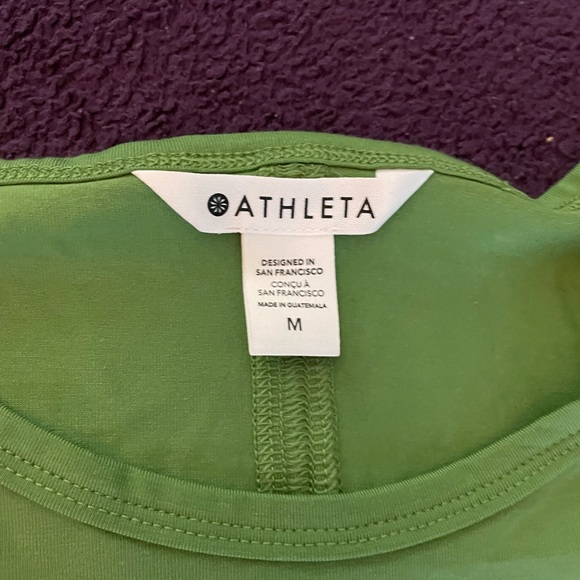 ATHLETA
DESIGNED IN
SAN FRANCISCO
CONÇU À
SAN FRANCISCO
MADE IN GUATEMALA
M